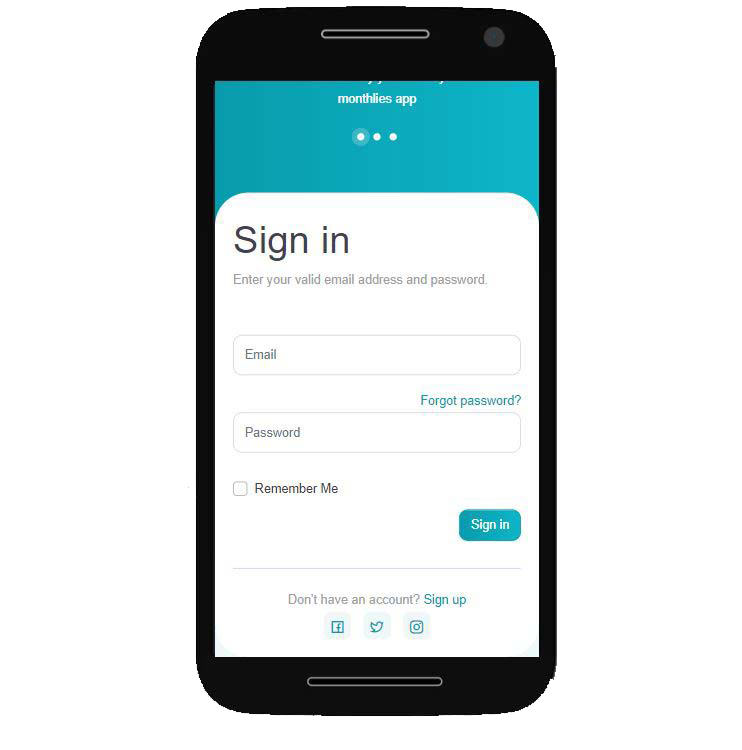 monthlies app
Sign in
Enter your valid email address and password.
Email
Forgot password?
Password
Remember Me
Sign in
Don't have an account? Sign up